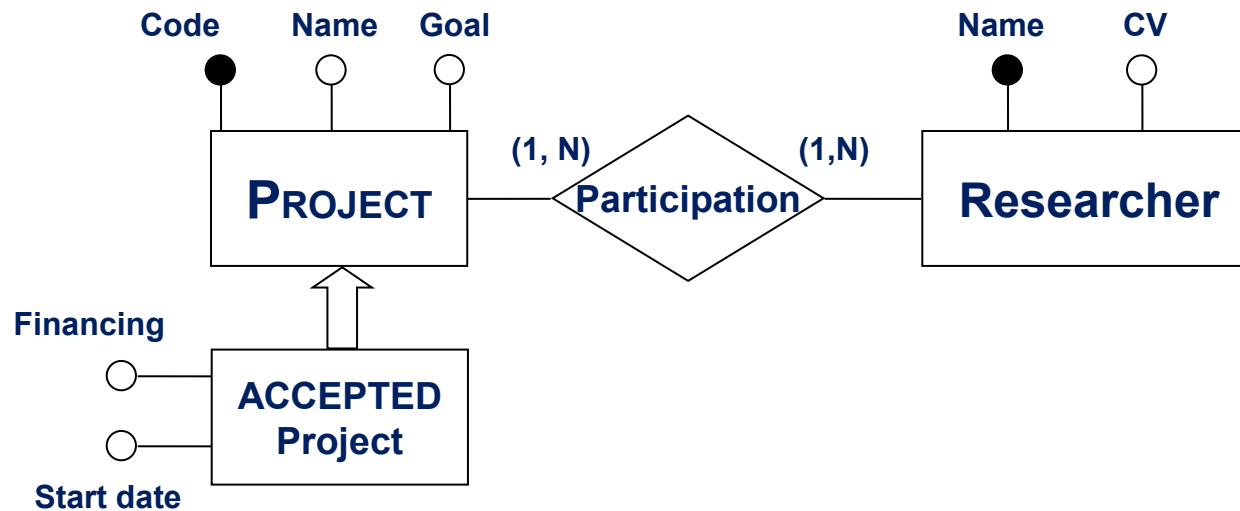 Code Name Goal
Name CV
(1, N)
(1,N)
PROJECT
Participation
Researcher
Financing
ACCEPTED
Project
Start date